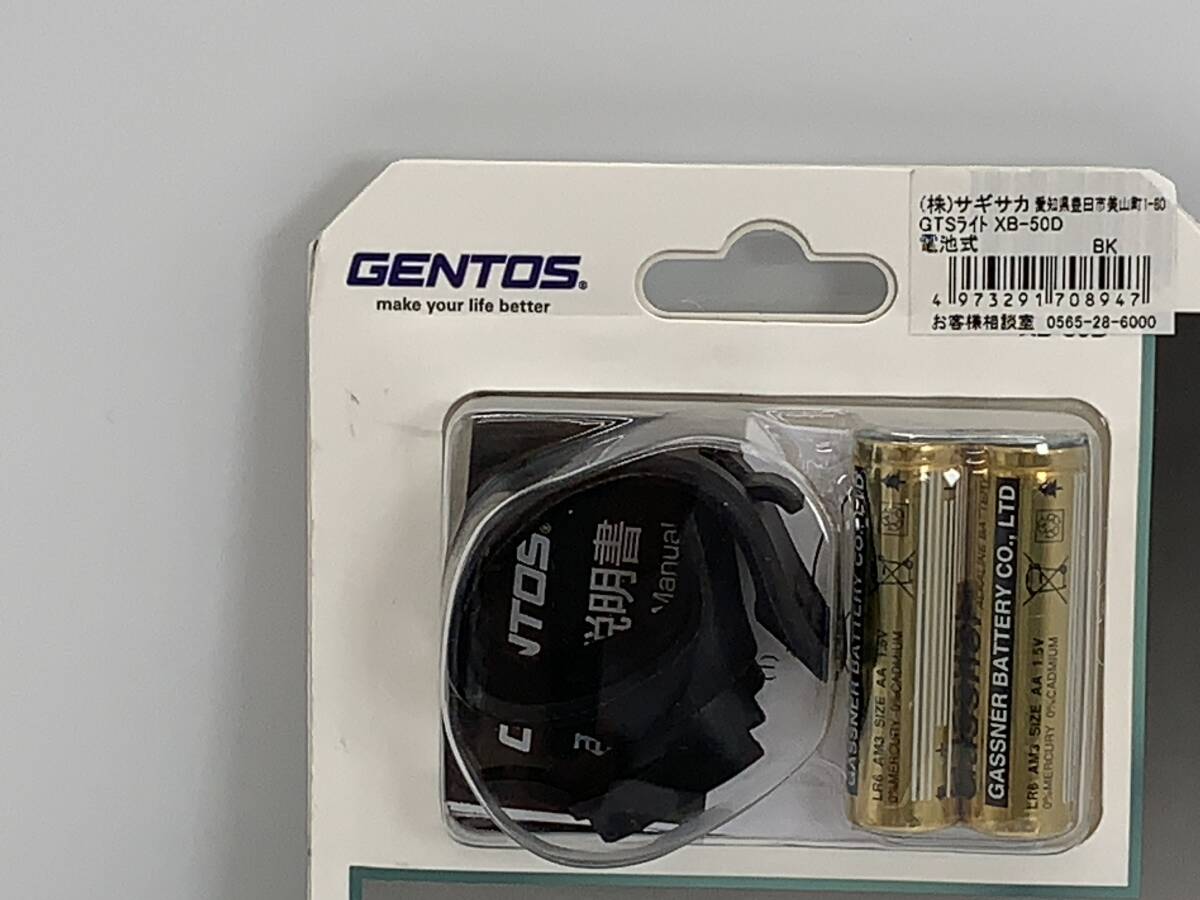 GENTOS®
make your life better
(株)サギサカ 愛知県豊田市美山町1-80
GTSライト XB-50D
電池式 BK
4 973291 708947
お客様相談室 0565-28-6000
NTOS®
説明書
Manual
GASSNER BATTERY CO., LTD
LR6 AM3 SIZE AA 1.5V
0%MERCURY 0%CADMIUM
GASSNER BATTERY CO., LTD
LR6 AM3 SIZE AA 1.5V
0%MERCURY 0%CADMIUM